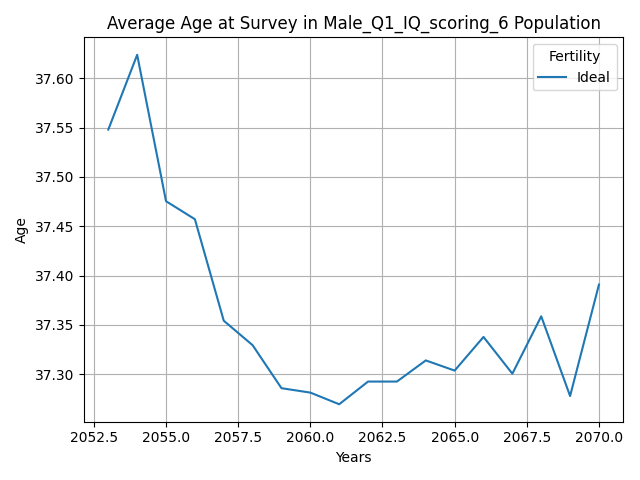 Average Age at Survey in Male_Q1_IQ_scoring_6 Population
Fertility
Ideal
37.60
37.55
37.50
37.45
37.40
37.35
37.30
Age
2052.5 2055.0 2057.5 2060.0 2062.5 2065.0 2067.5 2070.0
Years